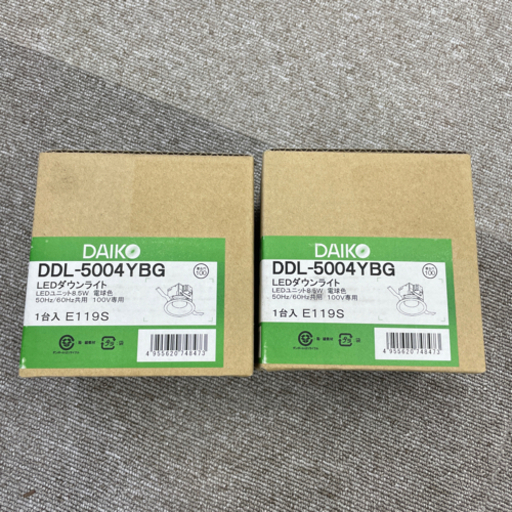 DAIKO
DDL-5004YBG
LEDダウンライト
LEDユニット8.5W 電球色
50Hz/60Hz共用 100V専用
1台入 E119S
4955620748473
DAIKO
DDL-5004YBG
LEDダウンライト
LEDユニット8.5W 電球色
50Hz/60Hz共用 100V専用
1台入 E119S
4955620748473